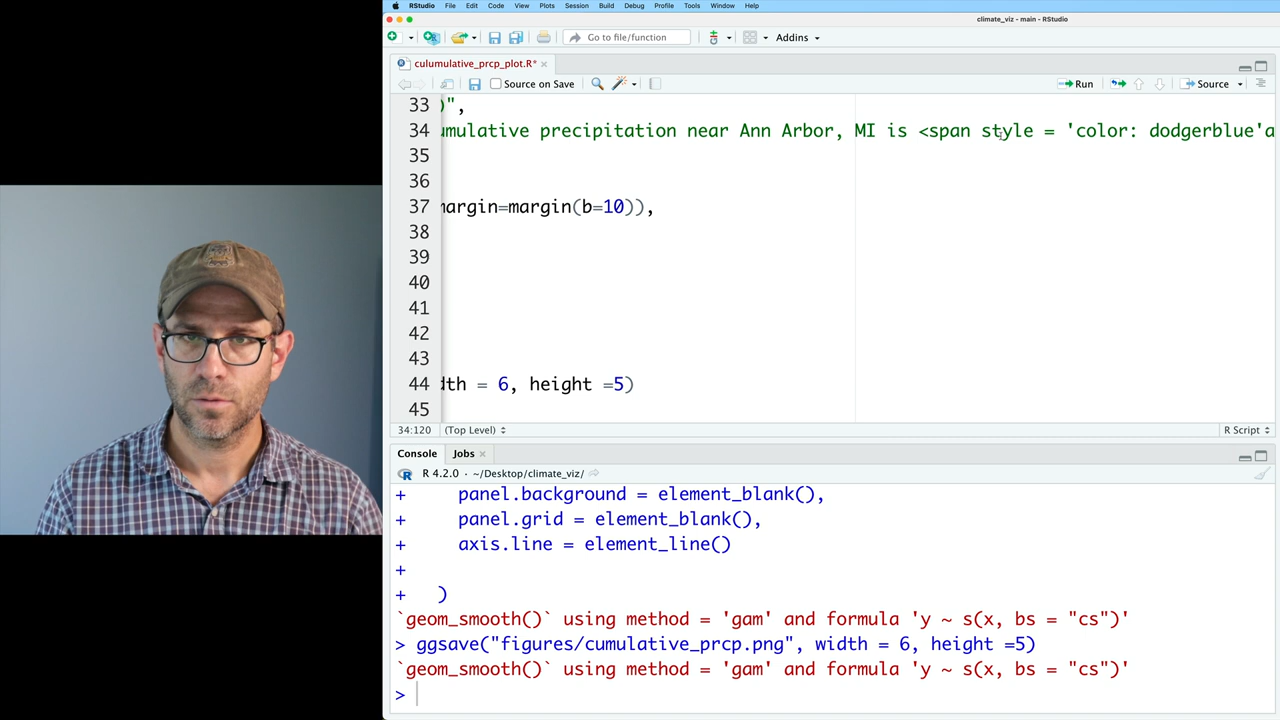 RStudio File Edit Code View Plots Session Build Debug Profile Tools Window Help
climate_viz - main - RStudio
Go to file/function Addins
culumulative_prcp_plot.R*
Source on Save Run Source
33 )",
34 umulative precipitation near Ann Arbor, MI is <span style = 'color: dodgerblue'a
35
36
37 margin=margin(b=10)),
38
39
40
41
42
43
44 dth = 6, height =5)
45
34:120 (Top Level) R Script
Console Jobs
R 4.2.0 · ~/Desktop/climate_viz/
+ panel.background = element_blank(),
+ panel.grid = element_blank(),
+ axis.line = element_line()
+
+ )
`geom_smooth()` using method = 'gam' and formula 'y ~ s(x, bs = "cs")'
> ggsave("figures/cumulative_prcp.png", width = 6, height =5)
`geom_smooth()` using method = 'gam' and formula 'y ~ s(x, bs = "cs")'
>